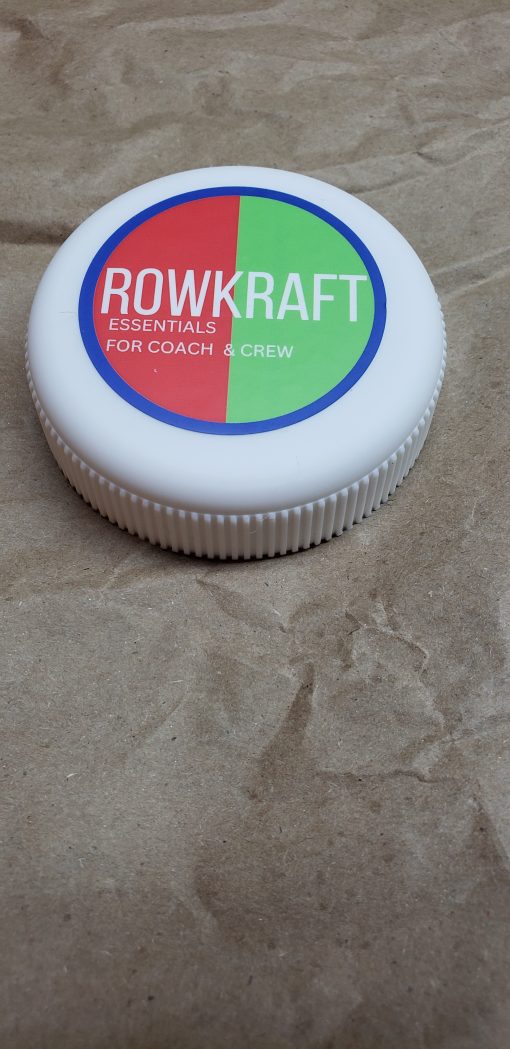 ROWKRAFT
ESSENTIALS
FOR COACH & CREW